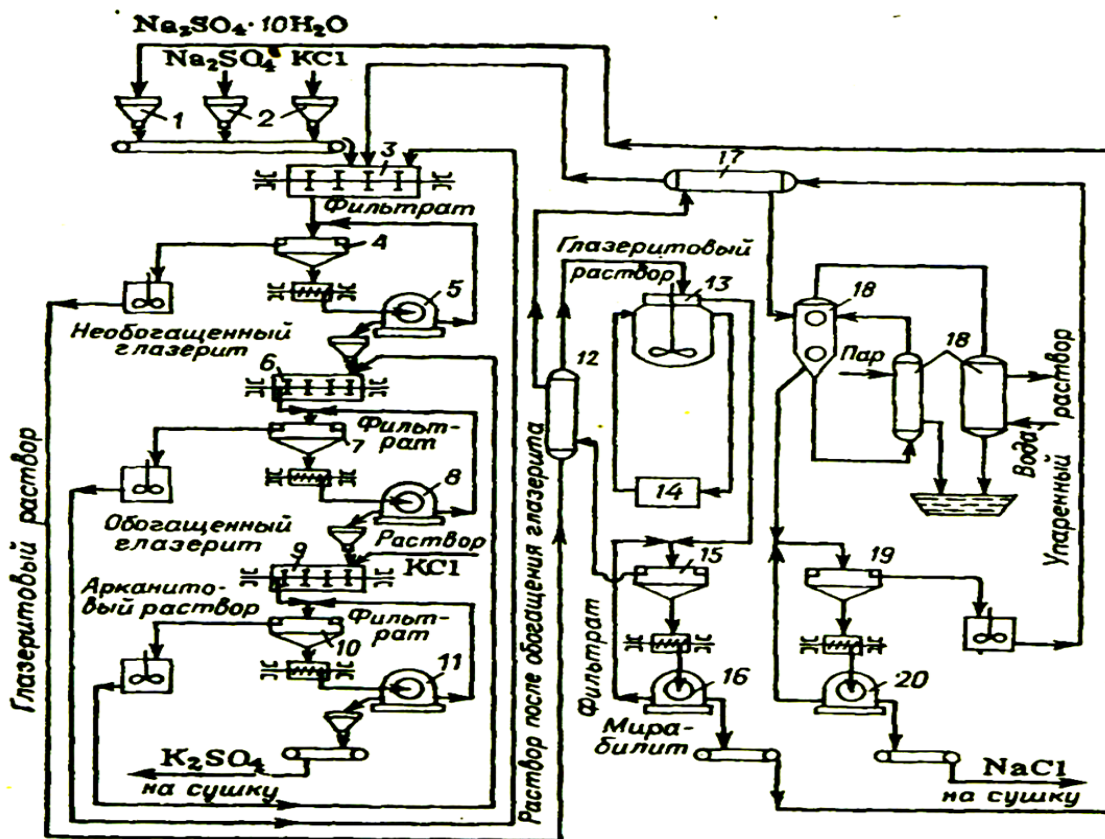 Na₂SO₄·10H₂O
Na₂SO₄ KCl
1
2
3
Фильтрат
4
5
Необогащенный
глазерит
6
Фильт-
рат
7
8
Обогащенный
глазерит
Раствор
KCl
9
Арканито-
вый раствор
Фильт-
рат
10
11
K₂SO₄
на сушку
Глазеритовый раствор
Раствор после обогащения глазерита
12
Глазеритовый
раствор
13
14
15
Фильтрат
16
Мира-
билит
17
18
Пар
18
Вода
Упаренный раствор
19
20
NaCl
на сушку